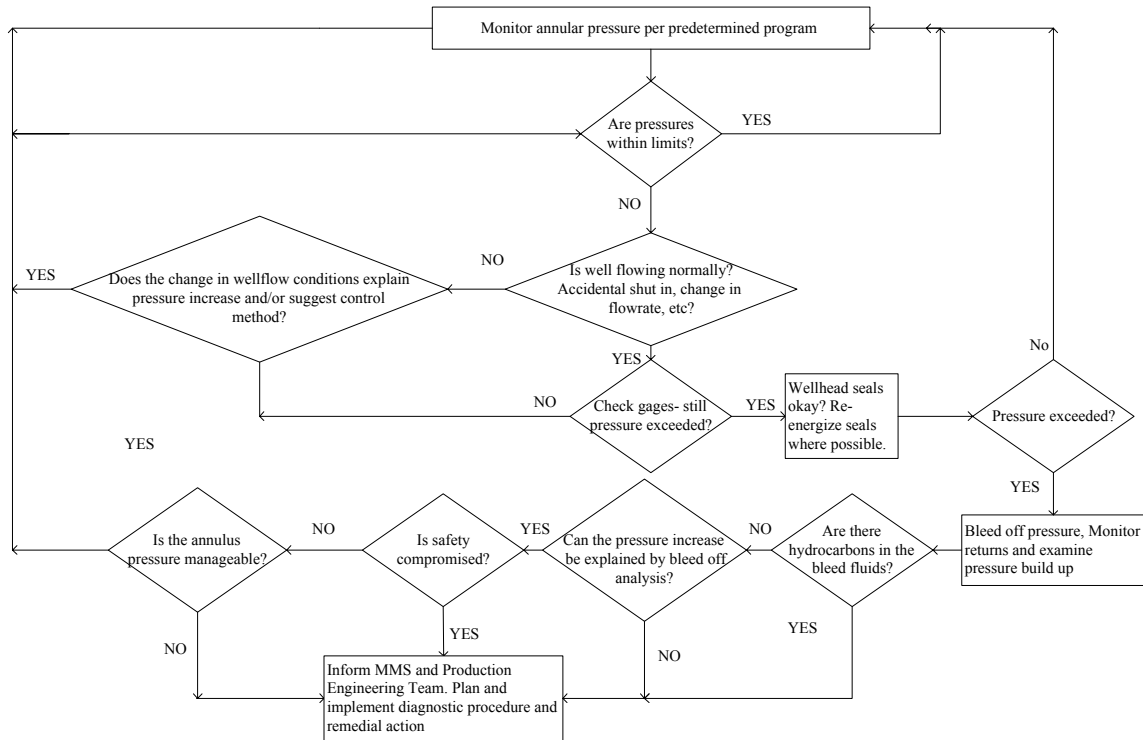 Monitor annular pressure per predetermined program
Are pressures
within limits?
YES
NO
Is well flowing normally?
Accidental shut in, change in
flowrate, etc?
NO
Does the change in wellflow conditions explain
pressure increase and/or suggest control
method?
YES
YES
NO
Check gages- still
pressure exceeded?
YES
Wellhead seals
okay? Re-
energize seals
where possible.
Pressure exceeded?
No
YES
Bleed off pressure, Monitor
returns and examine
pressure build up
Are there
hydrocarbons in the
bleed fluids?
NO
YES
Can the pressure increase
be explained by bleed off
analysis?
YES
NO
Is safety
compromised?
NO
YES
Is the annulus
pressure manageable?
YES
NO
Inform MMS and Production
Engineering Team. Plan and
implement diagnostic procedure and
remedial action